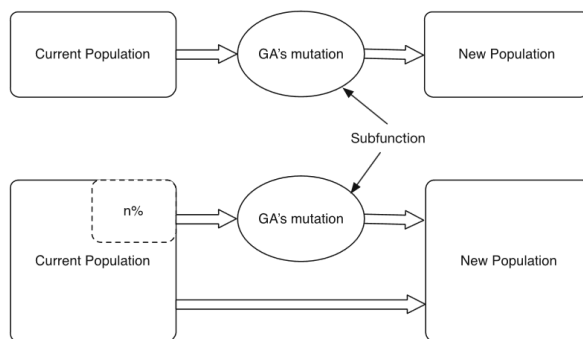 Current Population
GA's mutation
New Population
Subfunction
n%
GA's mutation
Current Population
New Population